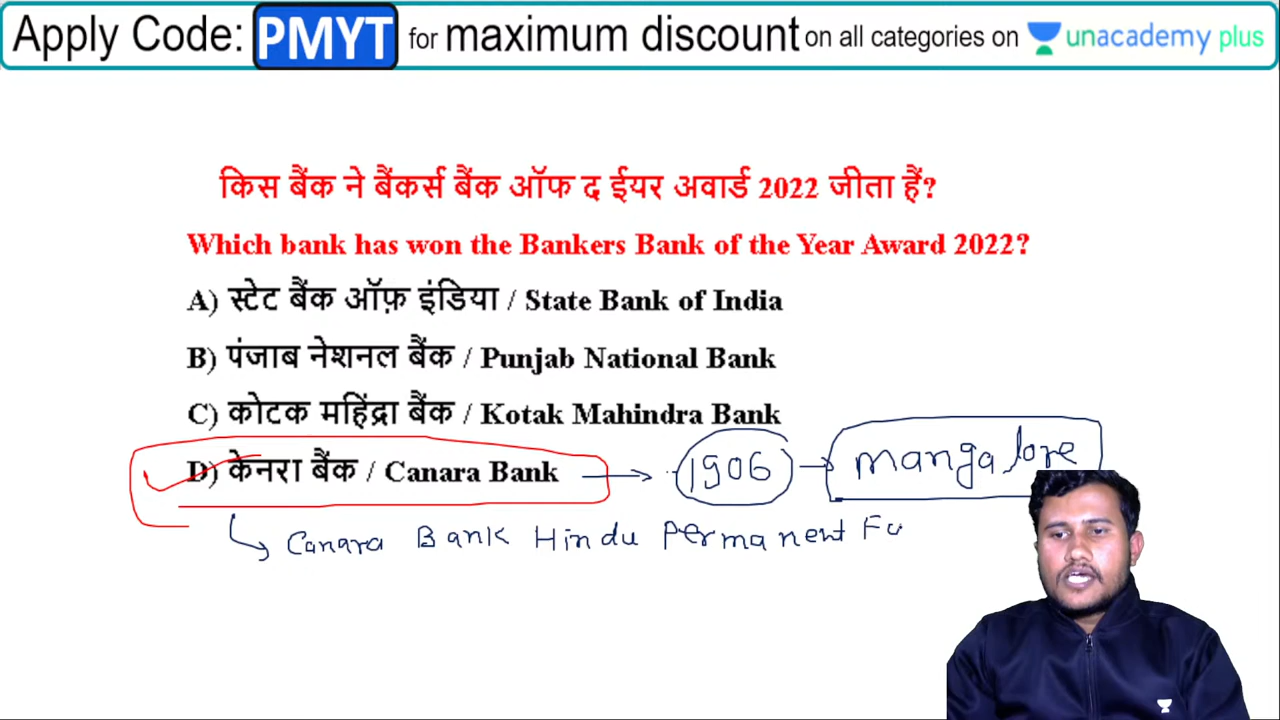 Apply Code: PMYT for maximum discount on all categories on unacademy plus
किस बैंक ने बैंकर्स बैंक ऑफ द ईयर अवार्ड 2022 जीता हैं?
Which bank has won the Bankers Bank of the Year Award 2022?
A) स्टेट बैंक ऑफ़ इंडिया / State Bank of India
B) पंजाब नेशनल बैंक / Punjab National Bank
C) कोटक महिंद्रा बैंक / Kotak Mahindra Bank
D) केनरा बैंक / Canara Bank → 1906 → mangalore
Canara Bank Hindu Permanent Fu